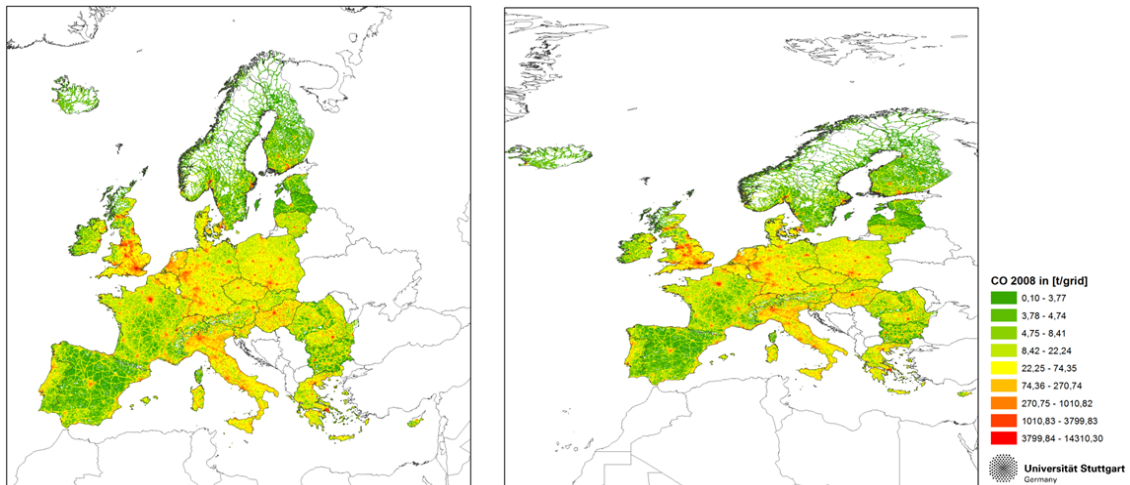 CO 2008 in [t/grid]
0,10 - 3,77
3,78 - 4,74
4,75 - 8,41
8,42 - 22,24
22,25 - 74,35
74,36 - 270,74
270,75 - 1010,82
1010,83 - 3799,83
3799,84 - 14310,30
Universität Stuttgart
Germany